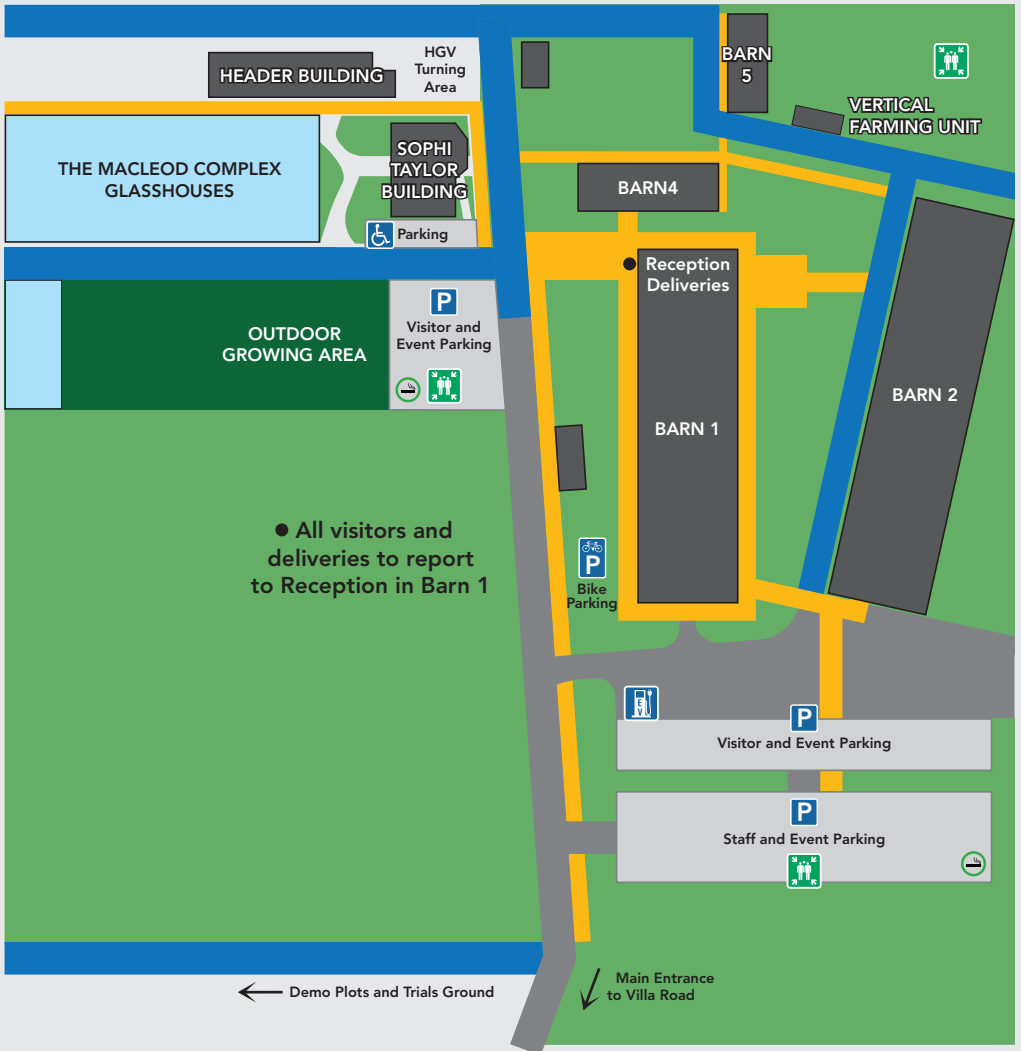 HEADER BUILDING
HGV
Turning
Area
BARN
5
VERTICAL
FARMING UNIT
THE MACLEOD COMPLEX
GLASSHOUSES
SOPHI
TAYLOR
BUILDING
BARN4
Parking
Reception
Deliveries
P
Visitor and
Event Parking
OUTDOOR
GROWING AREA
BARN 2
BARN 1
● All visitors and
deliveries to report
to Reception in Barn 1
P
Bike
Parking
EV
P
Visitor and Event Parking
P
Staff and Event Parking
Main Entrance
to Villa Road
Demo Plots and Trials Ground